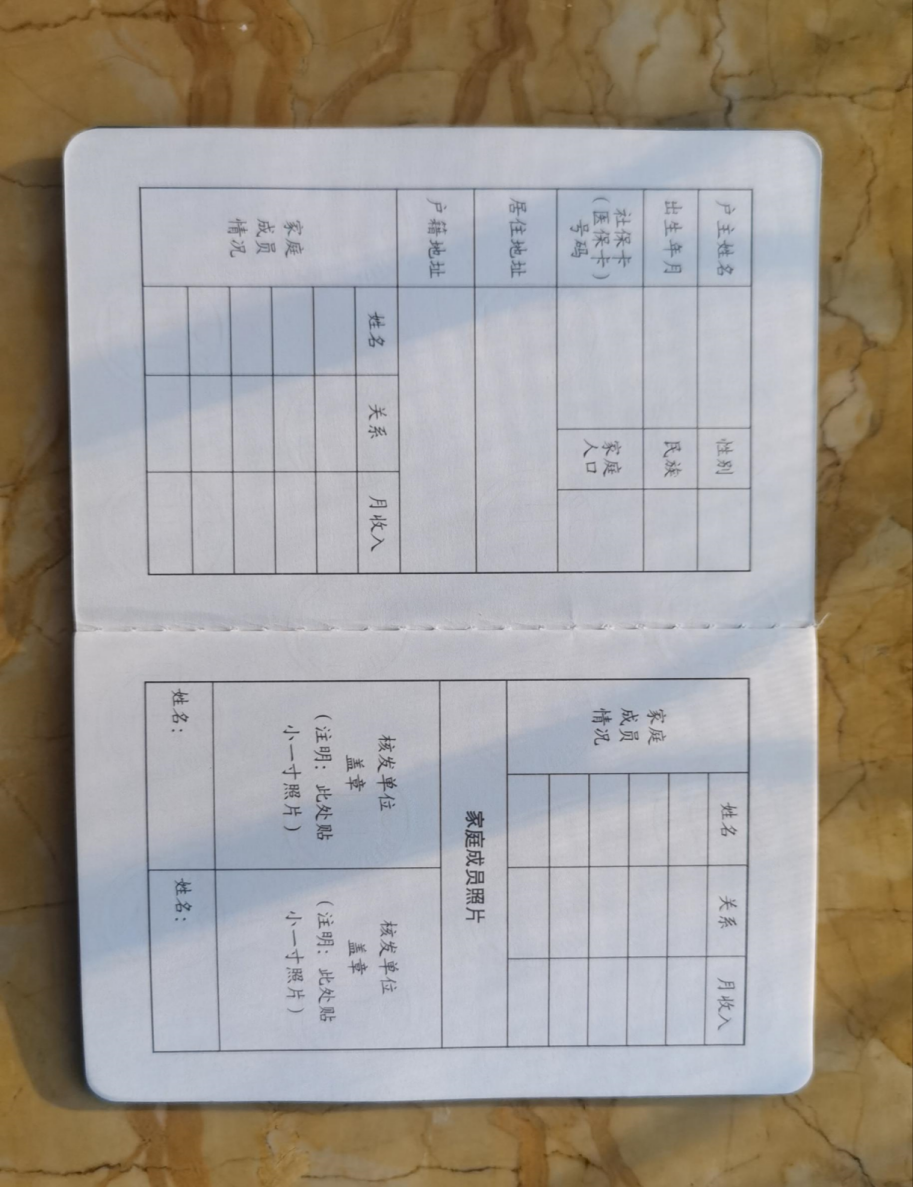 户主姓名
性别
出生年月
民族
社保卡
(医保卡)
号码
家庭
人口
居住地址
户籍地址
家庭
成员
情况
姓名
关系
月收入
家庭
成员
情况
姓名
关系
月收入
家庭成员照片
核发单位
盖章
(注明：此处贴
小一寸照片)
核发单位
盖章
(注明：此处贴
小一寸照片)
姓名：
姓名：